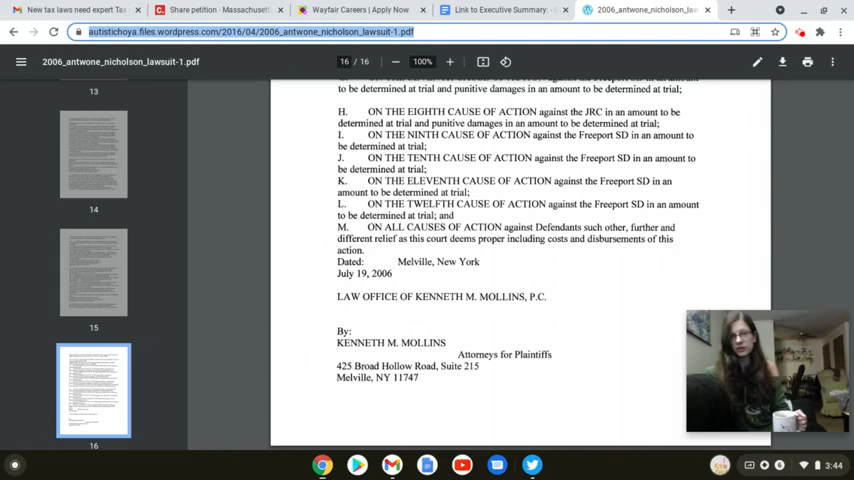 New tax laws need expert Tax
Share petition · Massachuset
Wayfair Careers | Apply Now
Link to Executive Summary:
2006_antwone_nicholson_laws
autistichoya.files.wordpress.com/2016/04/2006_antwone_nicholson_lawsuit-1.pdf
2006_antwone_nicholson_lawsuit-1.pdf
16 / 16
100%
13
14
15
16
to be determined at trial and punitive damages in an amount to be determined at trial;
H. ON THE EIGHTH CAUSE OF ACTION against the JRC in an amount to be
determined at trial and punitive damages in an amount to be determined at trial;
I. ON THE NINTH CAUSE OF ACTION against the Freeport SD in an amount to
be determined at trial;
J. ON THE TENTH CAUSE OF ACTION against the Freeport SD in an amount to
be determined at trial;
K. ON THE ELEVENTH CAUSE OF ACTION against the Freeport SD in an
amount to be determined at trial;
L. ON THE TWELFTH CAUSE OF ACTION against the Freeport SD in an amount
to be determined at trial; and
M. ON ALL CAUSES OF ACTION against Defendants such other, further and
different relief as this court deems proper including costs and disbursements of this
action.
Dated: Melville, New York
July 19, 2006
LAW OFFICE OF KENNETH M. MOLLINS, P.C.
By:
KENNETH M. MOLLINS
Attorneys for Plaintiffs
425 Broad Hollow Road, Suite 215
Melville, NY 11747
6
3:44